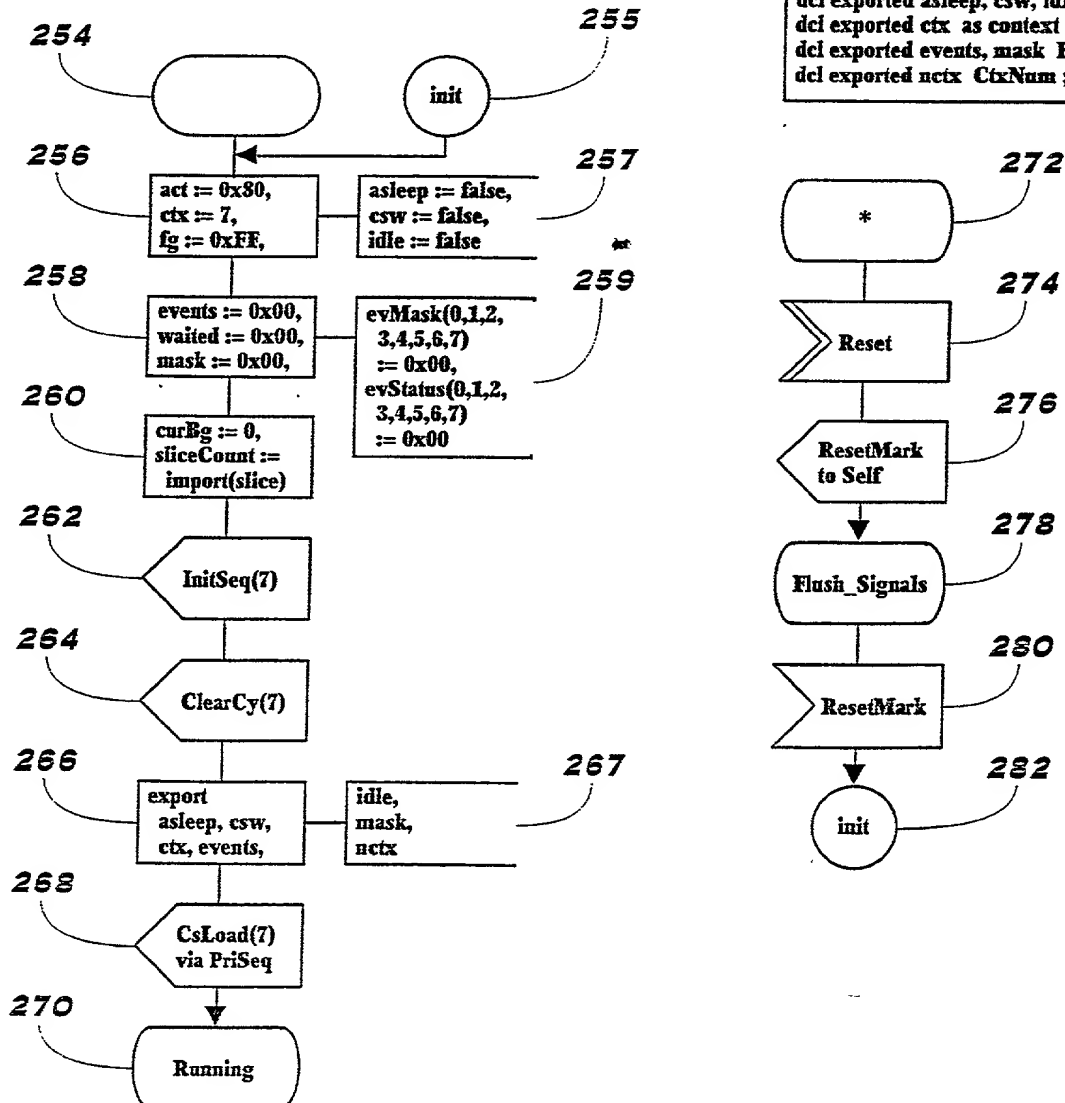 254
255
init
256
act := 0x80,
ctx := 7,
fg := 0xFF,
257
asleep := false,
csw := false,
idle := false
258
events := 0x00,
waited := 0x00,
mask := 0x00,
259
evMask(0,1,2,
3,4,5,6,7)
:= 0x00,
evStatus(0,1,2,
3,4,5,6,7)
:= 0x00
260
curBg := 0,
sliceCount :=
import(slice)
262
InitSeq(7)
264
ClearCy(7)
266
export
asleep, csw,
ctx, events,
267
idle,
mask,
nctx
268
CsLoad(7)
via PriSeq
270
Running
dcl exported asleep, csw,
dcl exported ctx as context
dcl exported events, mask
dcl exported nctx CtxNum ;
272
*
274
Reset
276
ResetMark
to Self
278
Flush_Signals
280
ResetMark
282
init